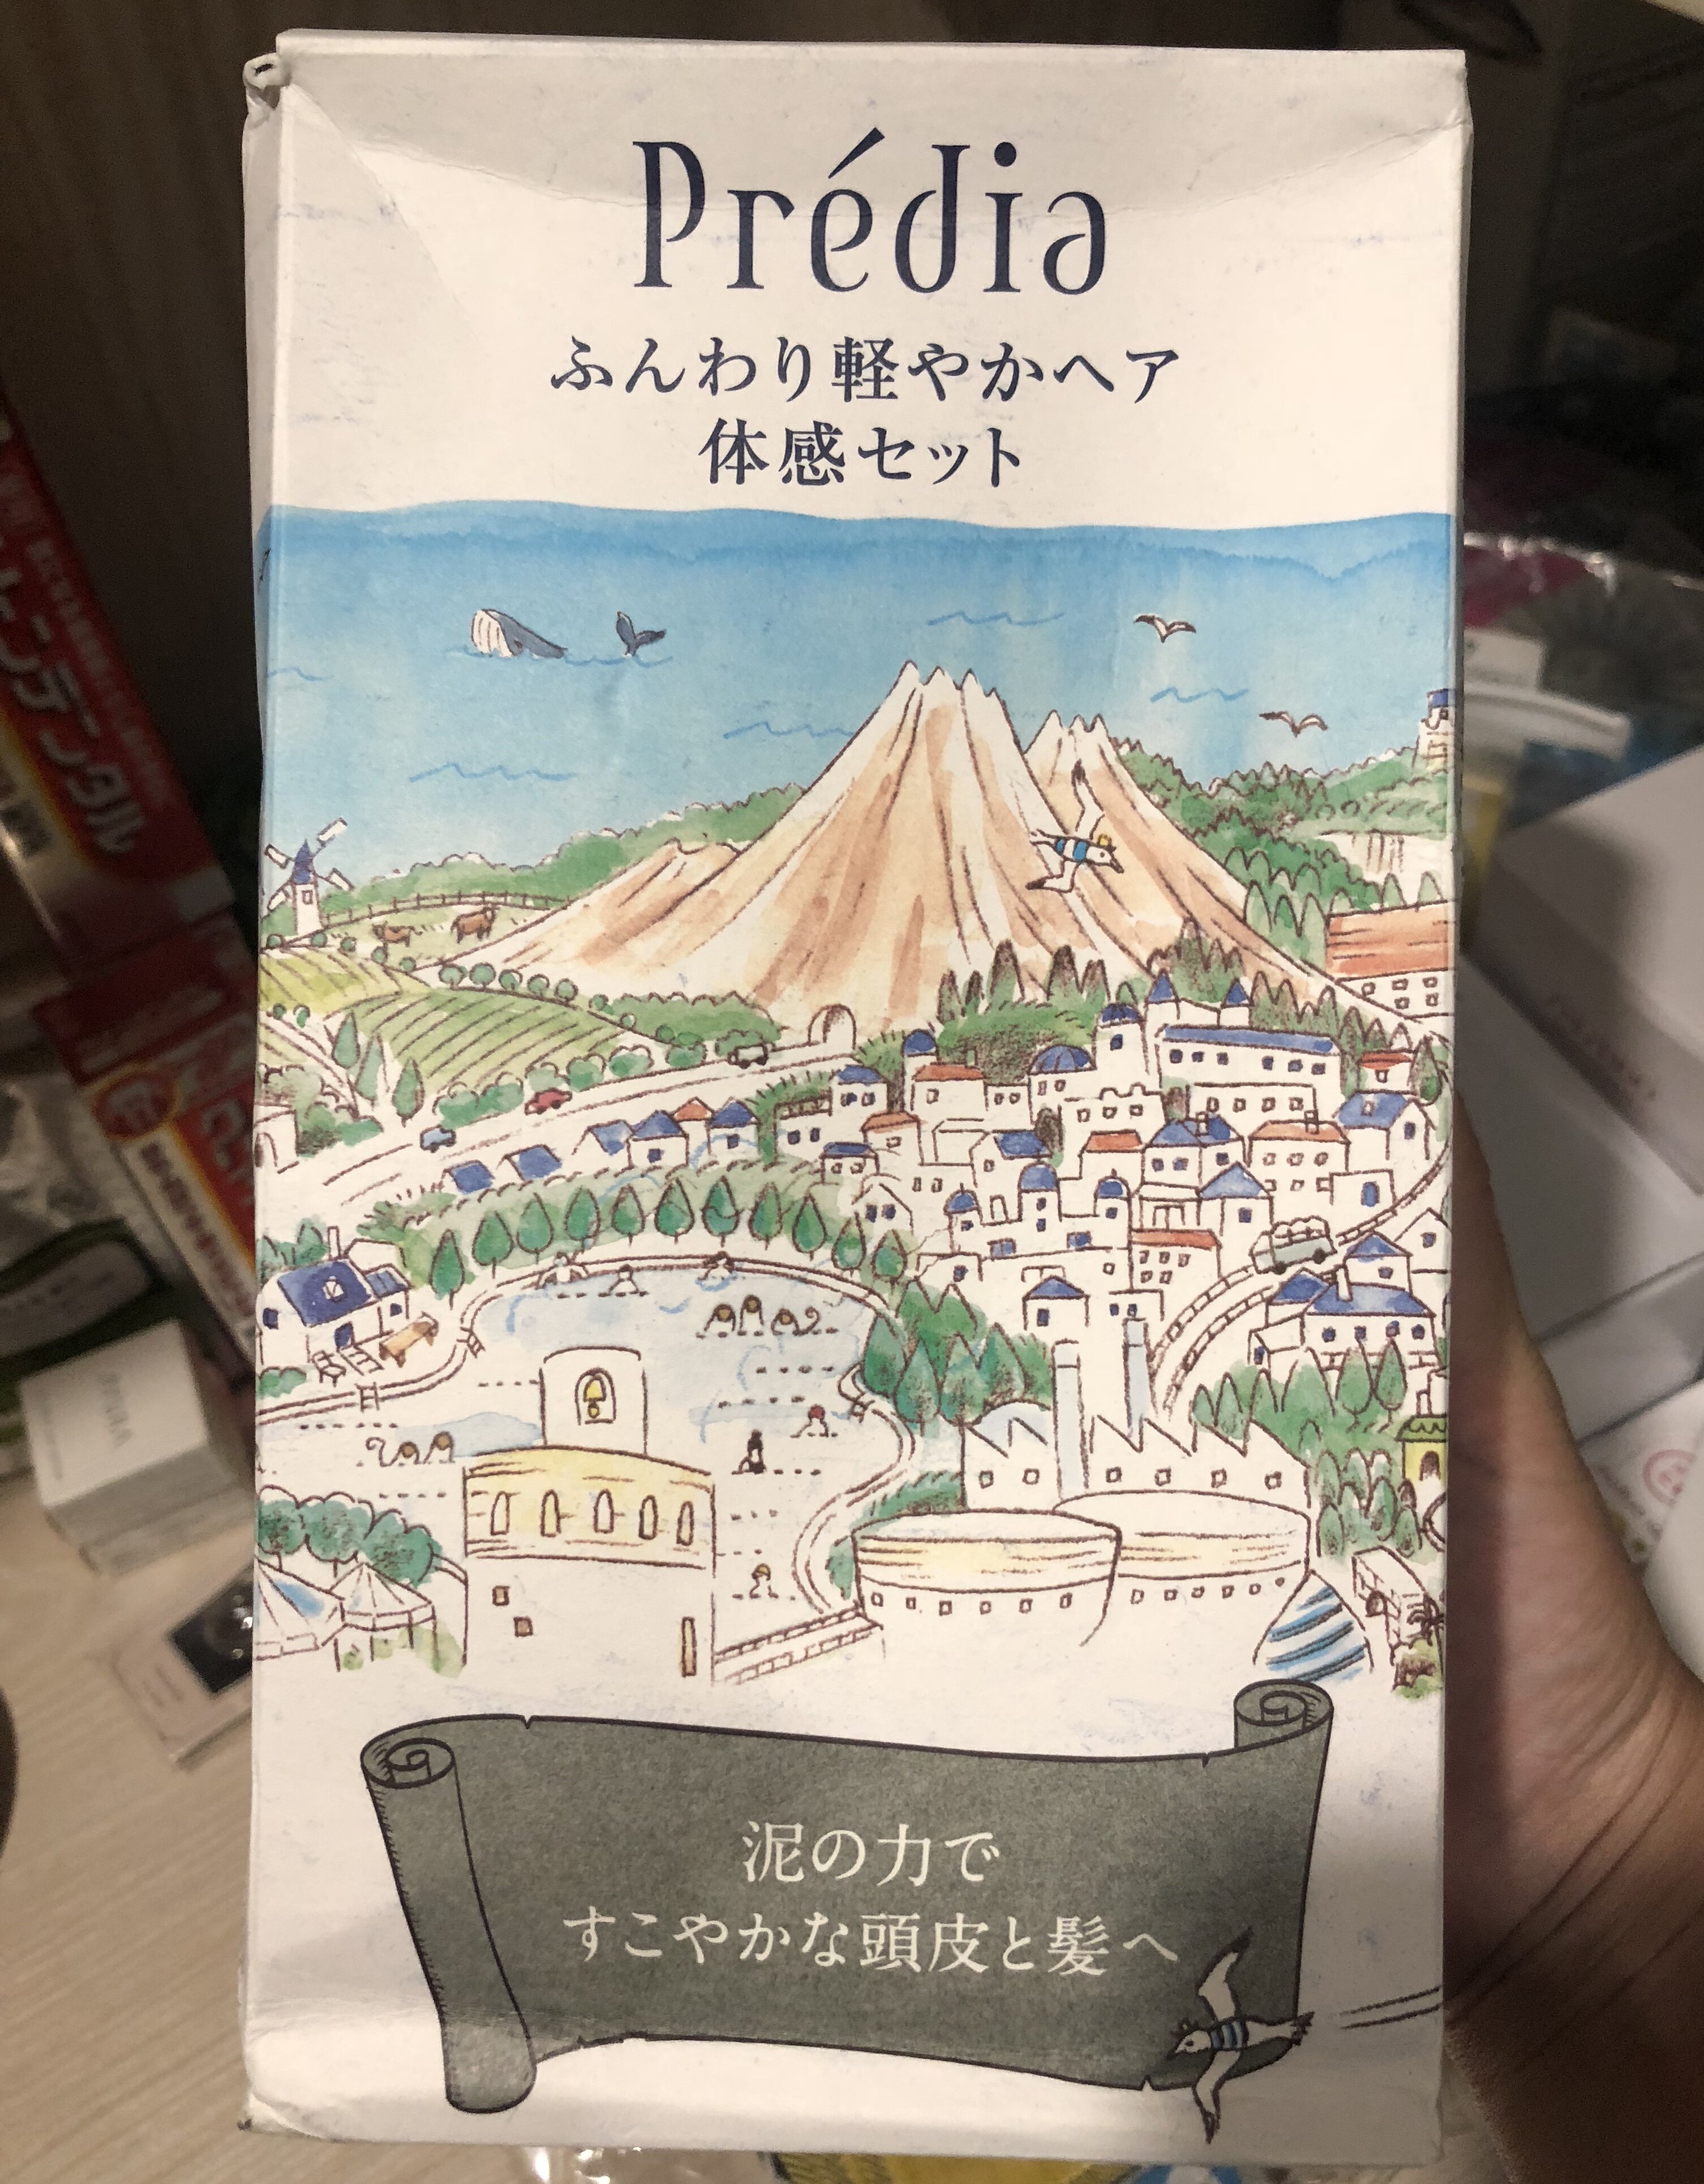 Prédia
ふんわり軽やかヘア
体感セット
泥の力で
すこやかな頭皮と髪へ